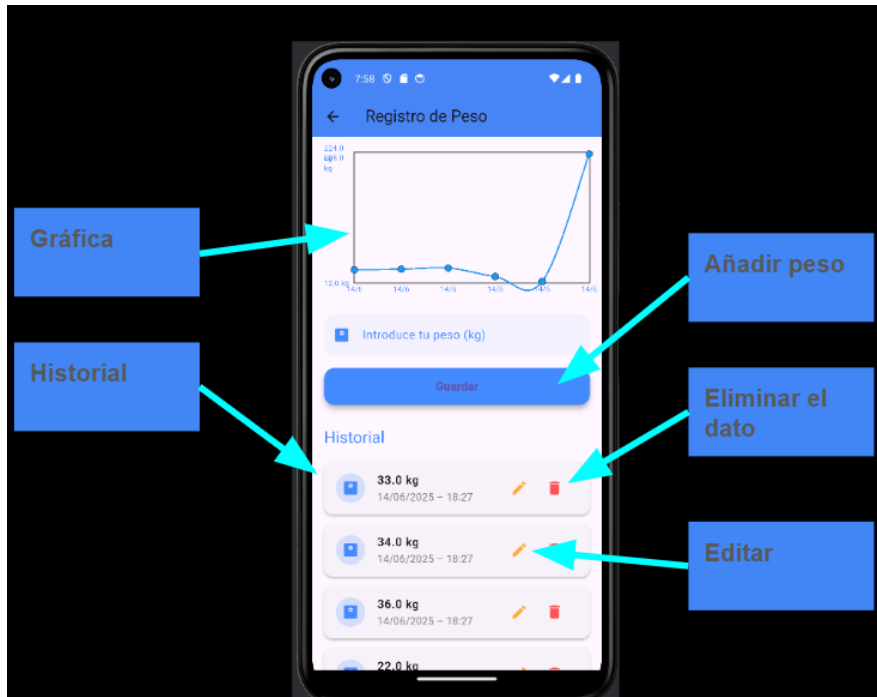 7:58
Registro de Peso
224.0
kg
kg
12.0 kg
14/6 14/6 14/6 14/6 14/6 14/6
Gráfica
Añadir peso
Introduce tu peso (kg)
Historial
Guardar
Eliminar el
dato
Historial
33.0 kg
14/06/2025 – 18:27
34.0 kg
14/06/2025 – 18:27
Editar
36.0 kg
14/06/2025 – 18:27
22.0 kg